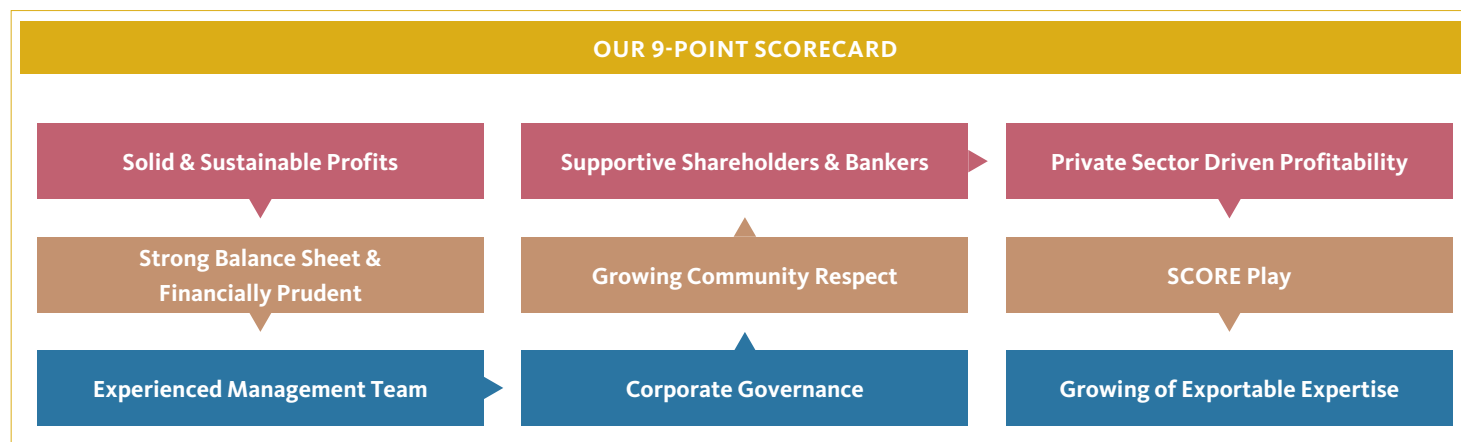 OUR 9-POINT SCORECARD
Solid & Sustainable Profits
Supportive Shareholders & Bankers
Private Sector Driven Profitability
Strong Balance Sheet &
Financially Prudent
Growing Community Respect
SCORE Play
Experienced Management Team
Corporate Governance
Growing of Exportable Expertise